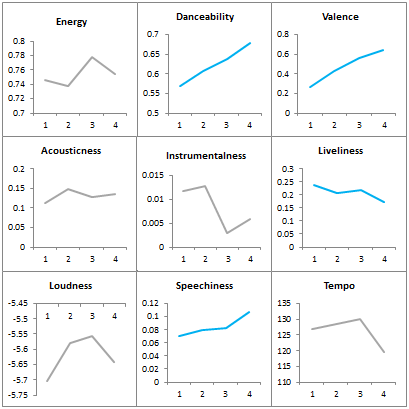 Energy
0.8
0.78
0.76
0.74
0.72
0.7
1 2 3 4
Danceability
0.7
0.65
0.6
0.55
0.5
1 2 3 4
Valence
0.8
0.6
0.4
0.2
0
1 2 3 4
Acousticness
0.2
0.15
0.1
0.05
0
1 2 3 4
Instrumentalness
0.015
0.01
0.005
0
1 2 3 4
Liveliness
0.3
0.25
0.2
0.15
0.1
0.05
0
1 2 3 4
Loudness
-5.45
1 2 3 4
-5.5
-5.55
-5.6
-5.65
-5.7
-5.75
Speechiness
0.12
0.1
0.08
0.06
0.04
0.02
0
1 2 3 4
Tempo
135
130
125
120
115
110
1 2 3 4